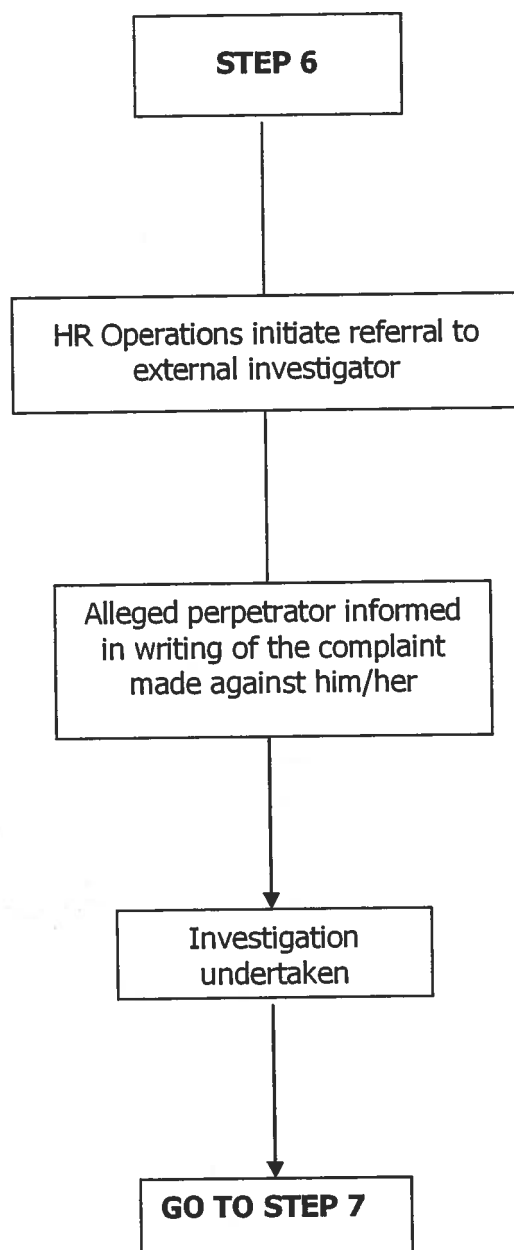 STEP 6
HR Operations initiate referral to
external investigator
Alleged perpetrator informed
in writing of the complaint
made against him/her
Investigation
undertaken
GO TO STEP 7